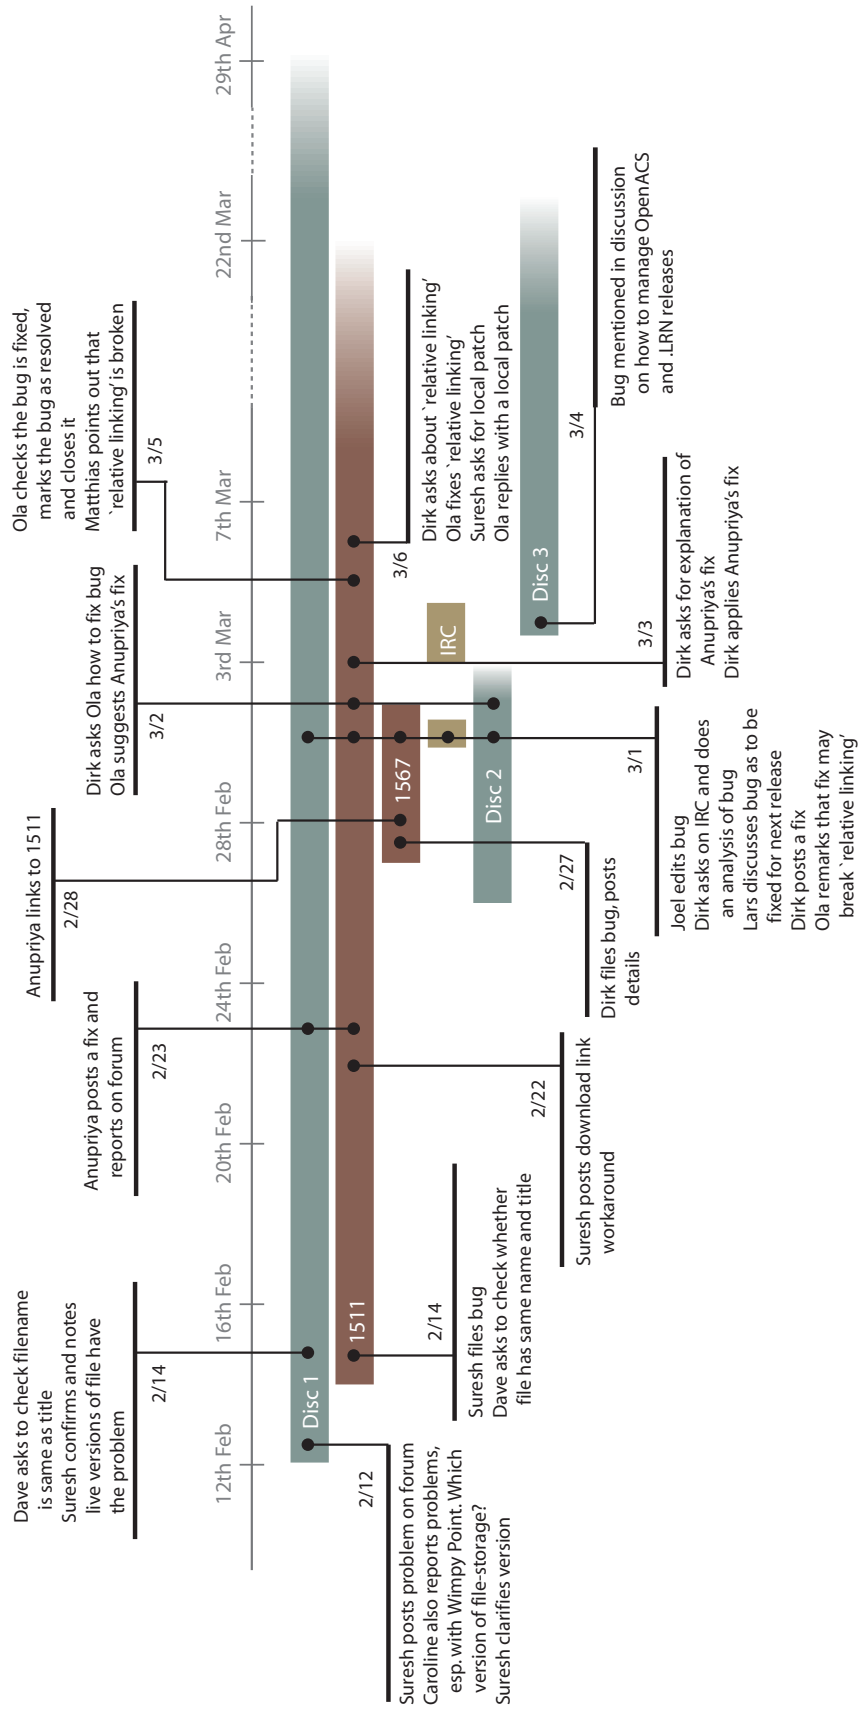 Dave asks to check filename
is same as title
Suresh confirms and notes
live versions of file have
the problem
2/14
Anupriya posts a fix and
reports on forum
2/23
Anupriya links to 1511
2/28
Dirk asks Ola how to fix bug
Ola suggests Anupriya's fix
3/2
Ola checks the bug is fixed,
marks the bug as resolved
and closes it
Matthias points out that
`relative linking' is broken
3/5
12th Feb
16th Feb
20th Feb
24th Feb
28th Feb
3rd Mar
7th Mar
22nd Mar
29th Apr
Disc 1
1511
1567
IRC
Disc 2
Disc 3
2/12
Suresh posts problem on forum
Caroline also reports problems,
esp. with Wimpy Point. Which
version of file-storage?
Suresh clarifies version
2/14
Suresh files bug
Dave asks to check whether
file has same name and title
2/22
Suresh posts download link
workaround
2/27
Dirk files bug, posts
details
3/1
Joel edits bug
Dirk asks on IRC and does
an analysis of bug
Lars discusses bug as to be
fixed for next release
Dirk posts a fix
Ola remarks that fix may
break `relative linking'
3/3
Dirk asks for explanation of
Anupriya's fix
Dirk applies Anupriya's fix
3/6
Dirk asks about `relative linking'
Ola fixes `relative linking'
Suresh asks for local patch
Ola replies with a local patch
3/4
Bug mentioned in discussion
on how to manage OpenACS
and .LRN releases